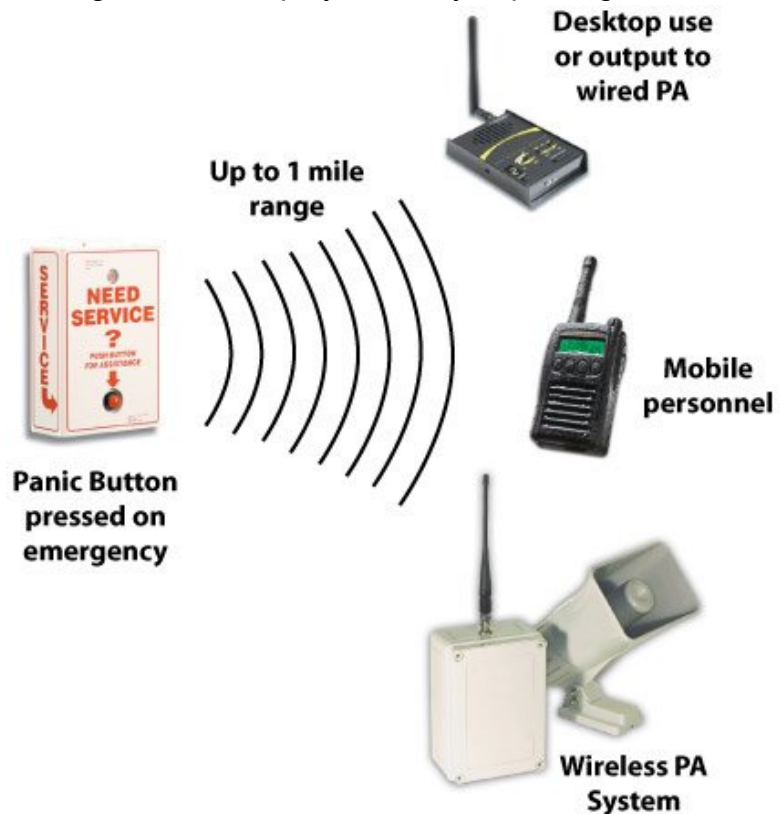 Desktop use
or output to
wired PA
Up to 1 mile
range
SERVICE
NEED
SERVICE
?
PUSH BUTTON
FOR ASSISTANCE
Mobile
personnel
Panic Button
pressed on
emergency
Wireless PA
System